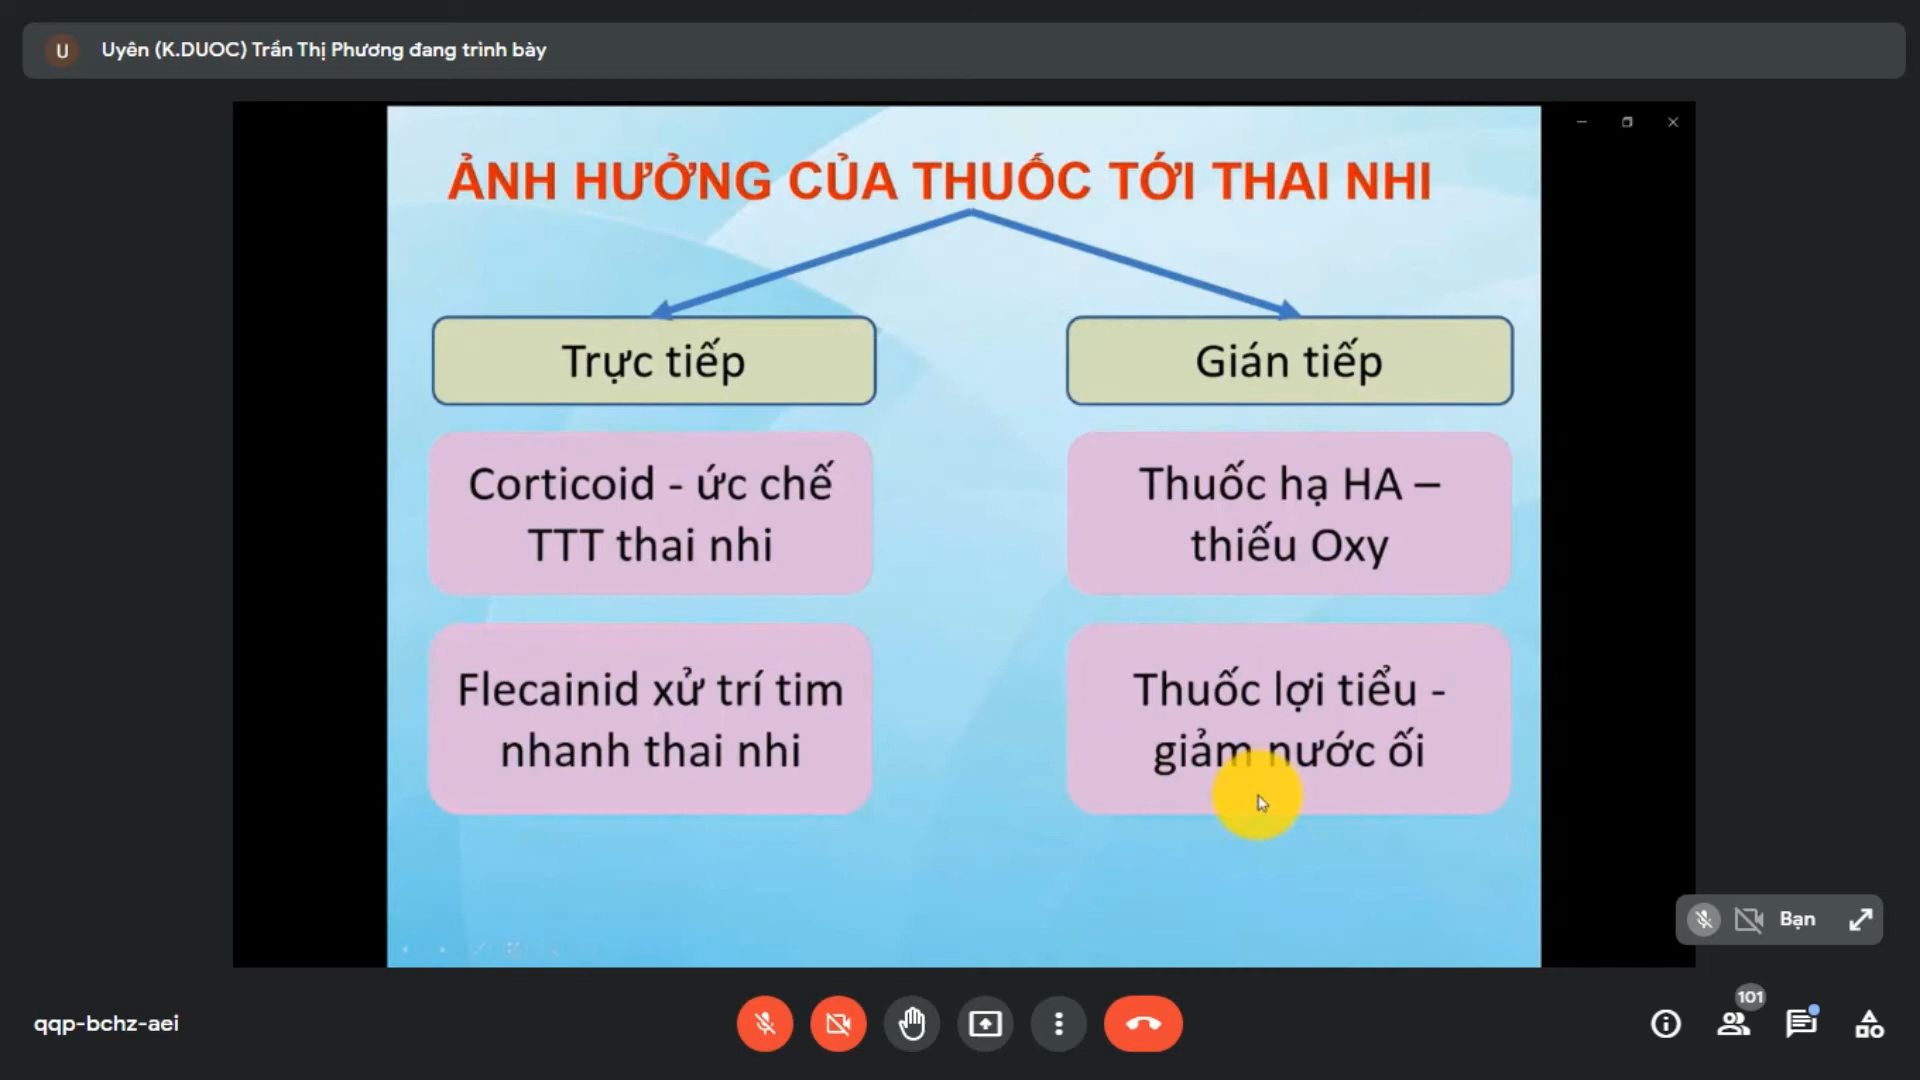 U
Uyên (K.DUOC) Trần Thị Phương đang trình bày
ẢNH HƯỞNG CỦA THUỐC TỚI THAI NHI
Trực tiếp
Gián tiếp
Corticoid - ức chế
TTT thai nhi
Thuốc hạ HA –
thiếu Oxy
Flecainid xử trí tim
nhanh thai nhi
Thuốc lợi tiểu -
giảm nước ối
Bạn
qqp-bchz-aei
101